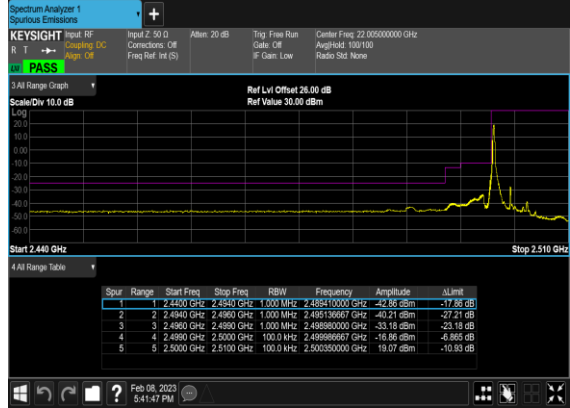 Spectrum Analyzer 1
Spurious Emissions
KEYSIGHT Input: RF Input Z: 50 Ω Atten: 20 dB Trig: Free Run Center Freq: 22.005000000 GHz
R T Coupling: DC Corrections: Off Gate: Off Avg|Hold: 100/100
Align: Off Freq Ref: Int (S) IF Gain: Low Radio Std: None
PASS
3 All Range Graph
Ref Lvl Offset 26.00 dB
Scale/Div 10.0 dB Ref Value 30.00 dBm
Log
20.0
10.0
0.00
-10.0
-20.0
-30.0
-40.0
-50.0
-60.0
Start 2.440 GHz Stop 2.510 GHz
4 All Range Table
Spur Range Start Freq Stop Freq RBW Frequency Amplitude ΔLimit
1 1 2.4400 GHz 2.4940 GHz 1.000 MHz 2.489410000 GHz -42.86 dBm -17.86 dB
2 2 2.4940 GHz 2.4960 GHz 1.000 MHz 2.495136667 GHz -40.21 dBm -27.21 dB
3 3 2.4960 GHz 2.4990 GHz 1.000 MHz 2.498980000 GHz -33.18 dBm -23.18 dB
4 4 2.4990 GHz 2.5000 GHz 100.0 kHz 2.499986667 GHz -16.86 dBm -6.865 dB
5 5 2.5000 GHz 2.5100 GHz 100.0 kHz 2.500350000 GHz 19.07 dBm -10.93 dB
Feb 08, 2023
5:41:47 PM